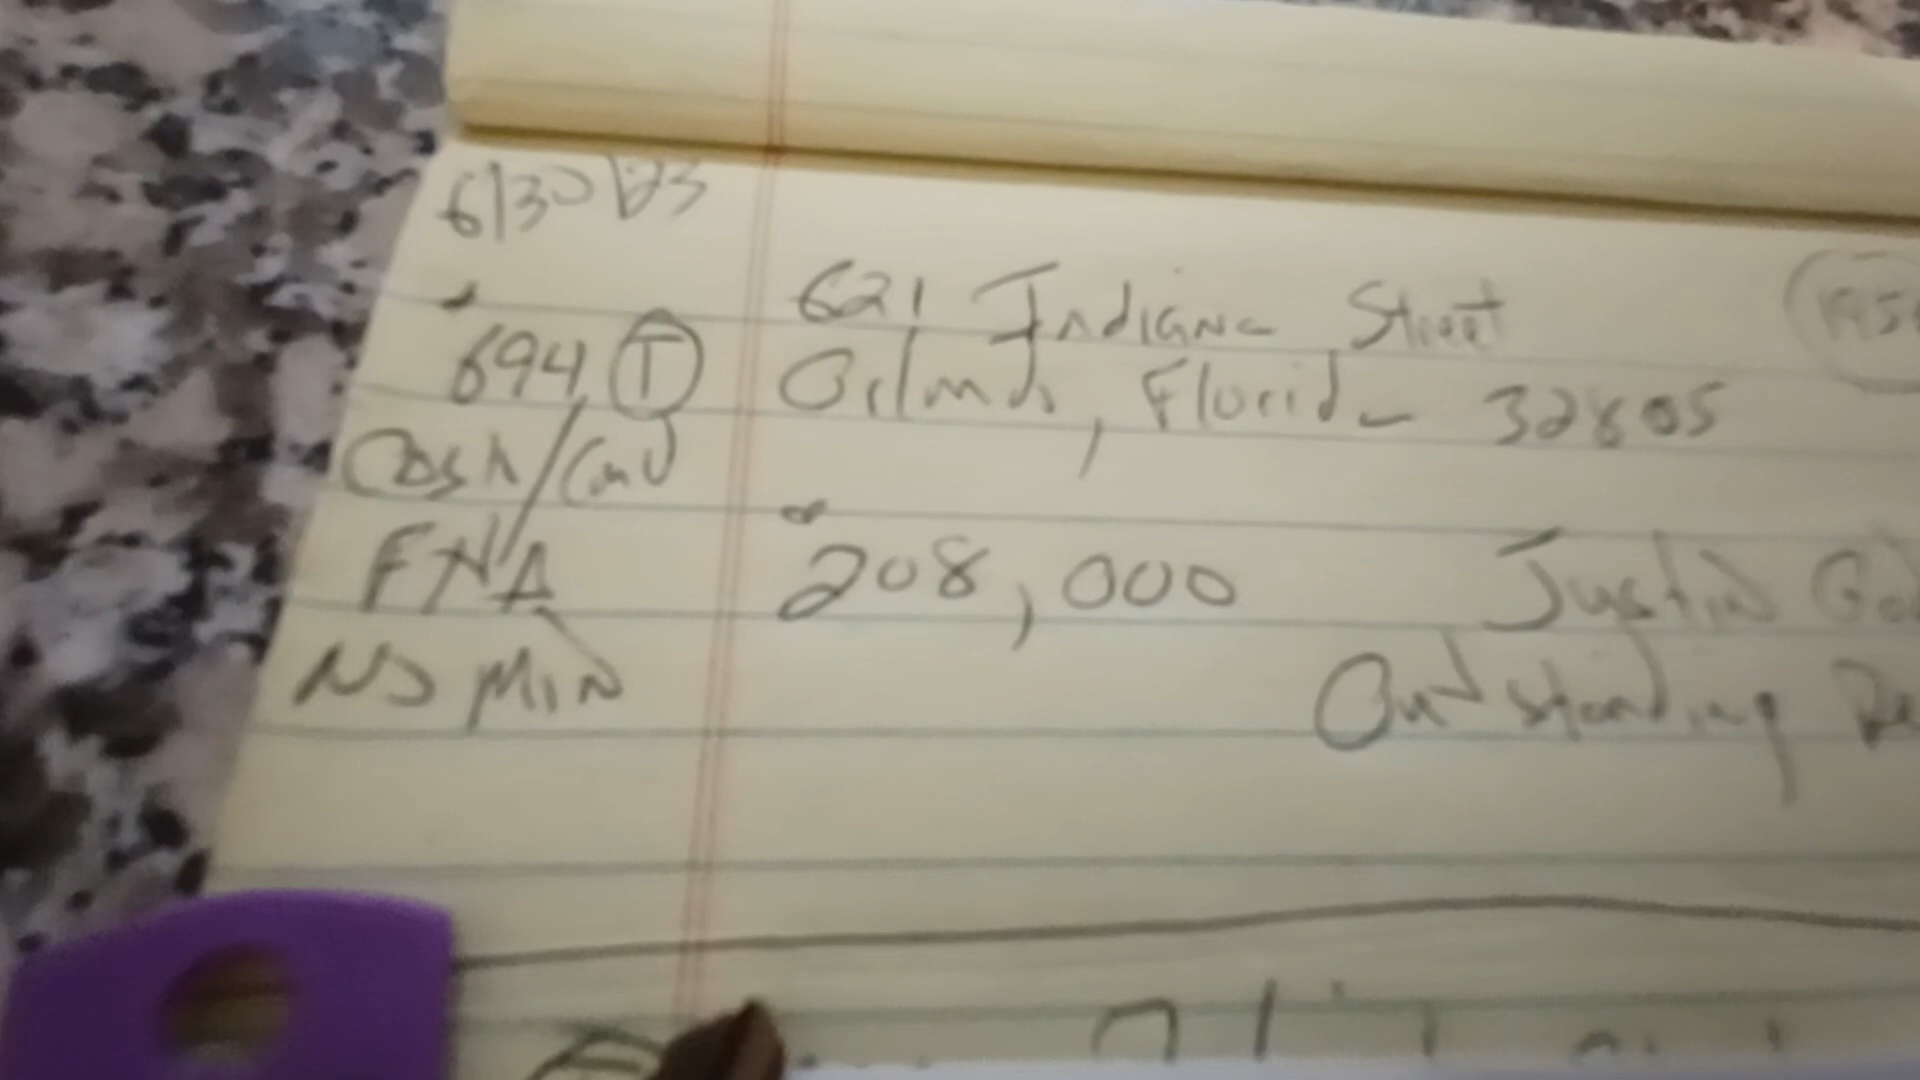 6/30/23
621 Indiana Street
694 T
Orlando, Florida 32805
Cash/Conv
FHA
208,000
Justin
No Min
Outstanding